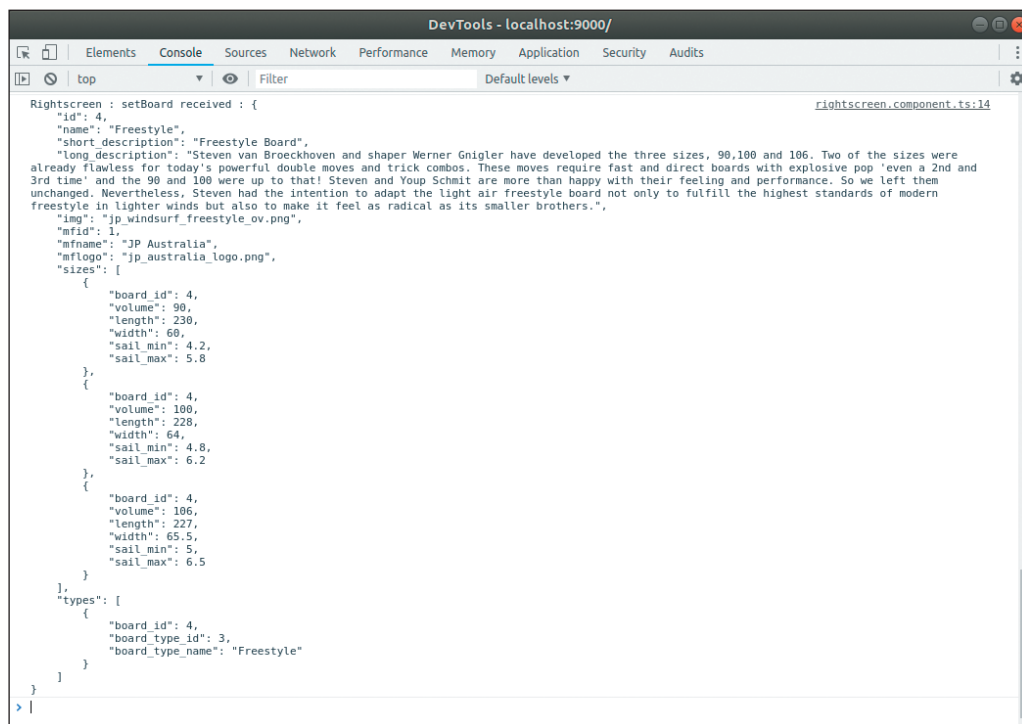 DevTools - localhost:9000/
Elements Console Sources Network Performance Memory Application Security Audits
top Filter Default levels
Rightscreen : setBoard received : { rightscreen.component.ts:14
"id": 4,
"name": "Freestyle",
"short_description": "Freestyle Board",
"long_description": "Steven van Broeckhoven and shaper Werner Gnigler have developed the three sizes, 90,100 and 106. Two of the sizes were
already flawless for today's powerful double moves and trick combos. These moves require fast and direct boards with explosive pop 'even a 2nd and
3rd time' and the 90 and 100 were up to that! Steven and Youp Schmit are more than happy with their feeling and performance. So we left them
unchanged. Nevertheless, Steven had the intention to adapt the light air freestyle board not only to fulfill the highest standards of modern
freestyle in lighter winds but also to make it feel as radical as its smaller brothers.",
"img": "jp_windsurf_freestyle_ov.png",
"mfid": 1,
"mfname": "JP Australia",
"mflogo": "jp_australia_logo.png",
"sizes": [
{
"board_id": 4,
"volume": 90,
"length": 230,
"width": 60,
"sail_min": 4.2,
"sail_max": 5.8
},
{
"board_id": 4,
"volume": 100,
"length": 228,
"width": 64,
"sail_min": 4.8,
"sail_max": 6.2
},
{
"board_id": 4,
"volume": 106,
"length": 227,
"width": 65.5,
"sail_min": 5,
"sail_max": 6.5
}
],
"types": [
{
"board_id": 4,
"board_type_id": 3,
"board_type_name": "Freestyle"
}
]
}